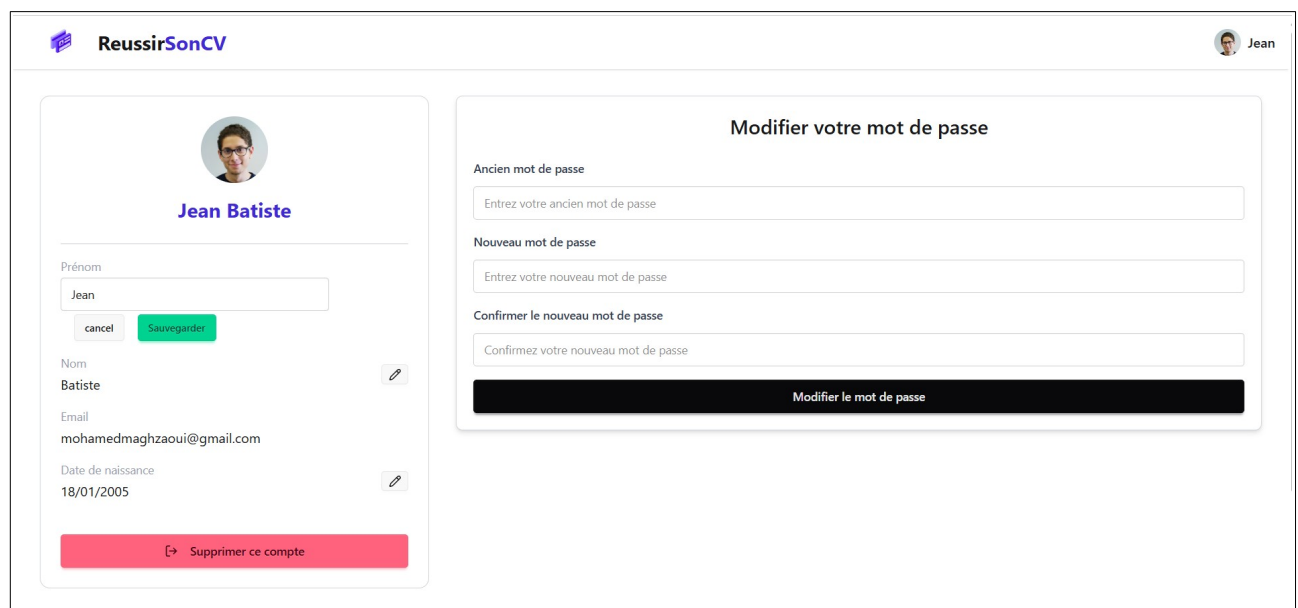 ReussirSonCV
Jean
Jean Batiste
Prénom
Jean
cancel
Sauvegarder
Nom
Batiste
Email
mohamedmaghzaoui@gmail.com
Date de naissance
18/01/2005
Supprimer ce compte
Modifier votre mot de passe
Ancien mot de passe
Entrez votre ancien mot de passe
Nouveau mot de passe
Entrez votre nouveau mot de passe
Confirmer le nouveau mot de passe
Confirmez votre nouveau mot de passe
Modifier le mot de passe